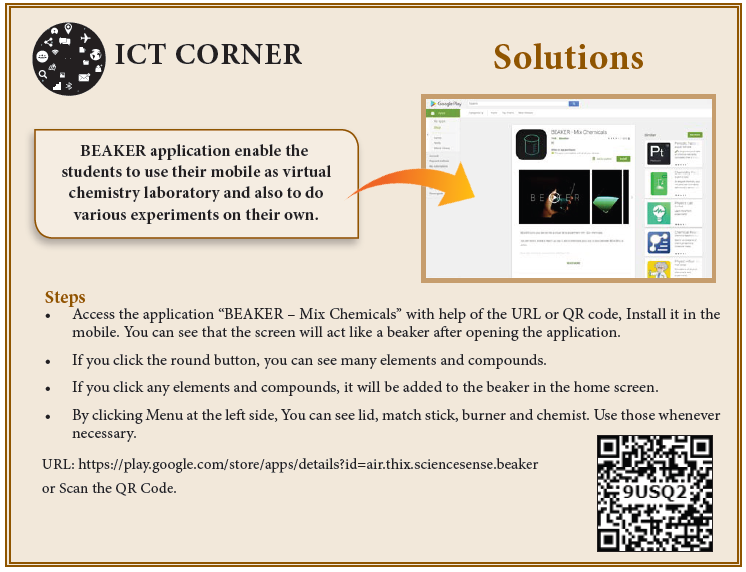 ICT CORNER
Solutions
BEAKER application enable the
students to use their mobile as virtual
chemistry laboratory and also to do
various experiments on their own.
Google Play
BEAKER - Mix Chemicals
BEAKER
Steps
• Access the application “BEAKER – Mix Chemicals” with help of the URL or QR code, Install it in the
mobile. You can see that the screen will act like a beaker after opening the application.
• If you click the round button, you can see many elements and compounds.
• If you click any elements and compounds, it will be added to the beaker in the home screen.
• By clicking Menu at the left side, You can see lid, match stick, burner and chemist. Use those whenever
necessary.
URL: https://play.google.com/store/apps/details?id=air.thix.sciencesense.beaker
or Scan the QR Code.
9USQ2